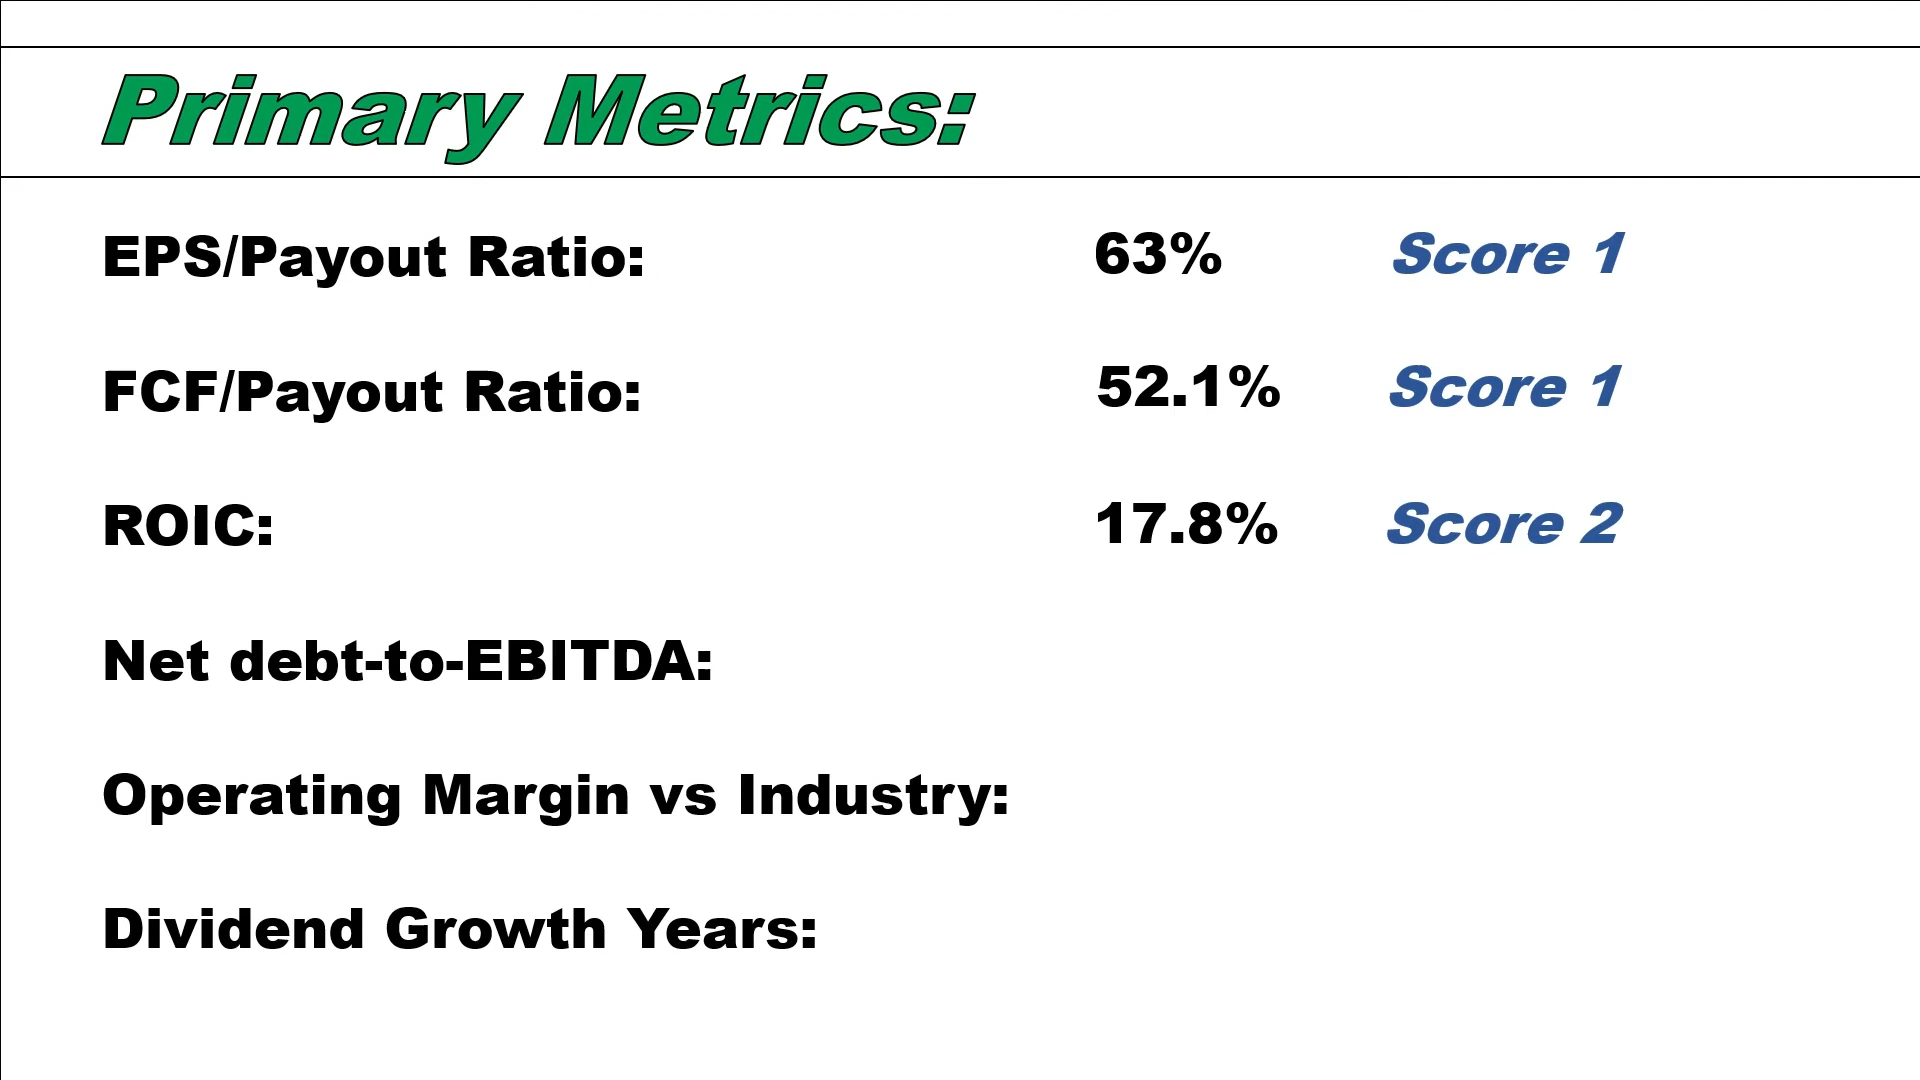 Primary Metrics:
EPS/Payout Ratio: 63% Score 1
FCF/Payout Ratio: 52.1% Score 1
ROIC: 17.8% Score 2
Net debt-to-EBITDA:
Operating Margin vs Industry:
Dividend Growth Years: